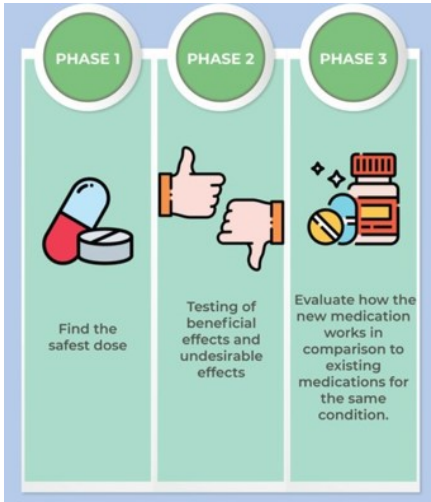 PHASE 1
PHASE 2
PHASE 3
Find the
safest dose
Testing of
beneficial
effects and
undesirable
effects
Evaluate how the
new medication
works in
comparison to
existing
medications for
the same
condition.